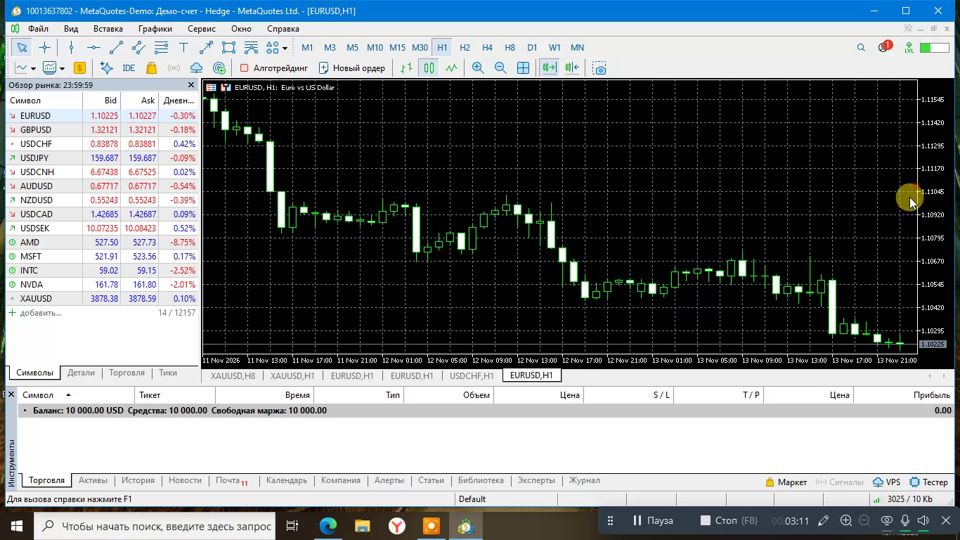 10013637802 - MetaQuotes-Demo: Демо-счет - Hedge - MetaQuotes Ltd. - [EURUSD,H1]
Файл Вид Вставка Графики Сервис Окно Справка
M1 M3 M5 M10 M15 M30 H1 H2 H4 H8 D1 W1 MN
1 LVL
IDE Алготрейдинг Новый ордер
Обзор рынка: 23:59:59
Символ Bid Ask Дневн...
EURUSD 1.10225 1.10227 -0.30%
GBPUSD 1.32121 1.32121 -0.18%
USDCHF 0.83878 0.83881 0.42%
USDJPY 159.687 159.687 -0.09%
USDCNH 6.67438 6.67525 0.02%
AUDUSD 0.67717 0.67717 -0.54%
NZDUSD 0.55243 0.55243 -0.39%
USDCAD 1.42685 1.42687 0.09%
USDSEK 10.07235 10.08423 0.52%
AMD 527.50 527.73 -8.75%
MSFT 521.91 523.56 0.17%
INTC 59.02 59.15 -2.52%
NVDA 161.80 161.80 -2.01%
XAUUSD 3878.38 3878.59 0.10%
+ добавить... 14 / 12157
Символы Детали Торговля Тики
EURUSD, H1: Euro vs US Dollar
1.11545
1.11420
1.11295
1.11170
1.11045
1.10920
1.10795
1.10670
1.10545
1.10420
1.10295
1.10225
11 Nov 2026 11 Nov 13:00 11 Nov 17:00 11 Nov 21:00 12 Nov 01:00 12 Nov 05:00 12 Nov 09:00 12 Nov 13:00 12 Nov 17:00 12 Nov 21:00 13 Nov 01:00 13 Nov 05:00 13 Nov 09:00 13 Nov 13:00 13 Nov 17:00 13 Nov 21:00
XAUUSD,H8 XAUUSD,H1 EURUSD,H1 EURUSD,H1 USDCHF,H1 EURUSD,H1
Символ Тикет Время Тип Объем Цена S / L T / P Цена Прибыль
Баланс: 10 000.00 USD Средства: 10 000.00 Свободная маржа: 10 000.00 0.00
Инструменты
Торговля Активы История Новости Почта 11 Календарь Компания Алерты Статьи Библиотека Эксперты Журнал
Маркет Сигналы VPS Тестер
Для вызова справки нажмите F1 Default 3025 / 10 Kb
Чтобы начать поиск, введите здесь запрос
Пауза Стоп (F8) 03:11